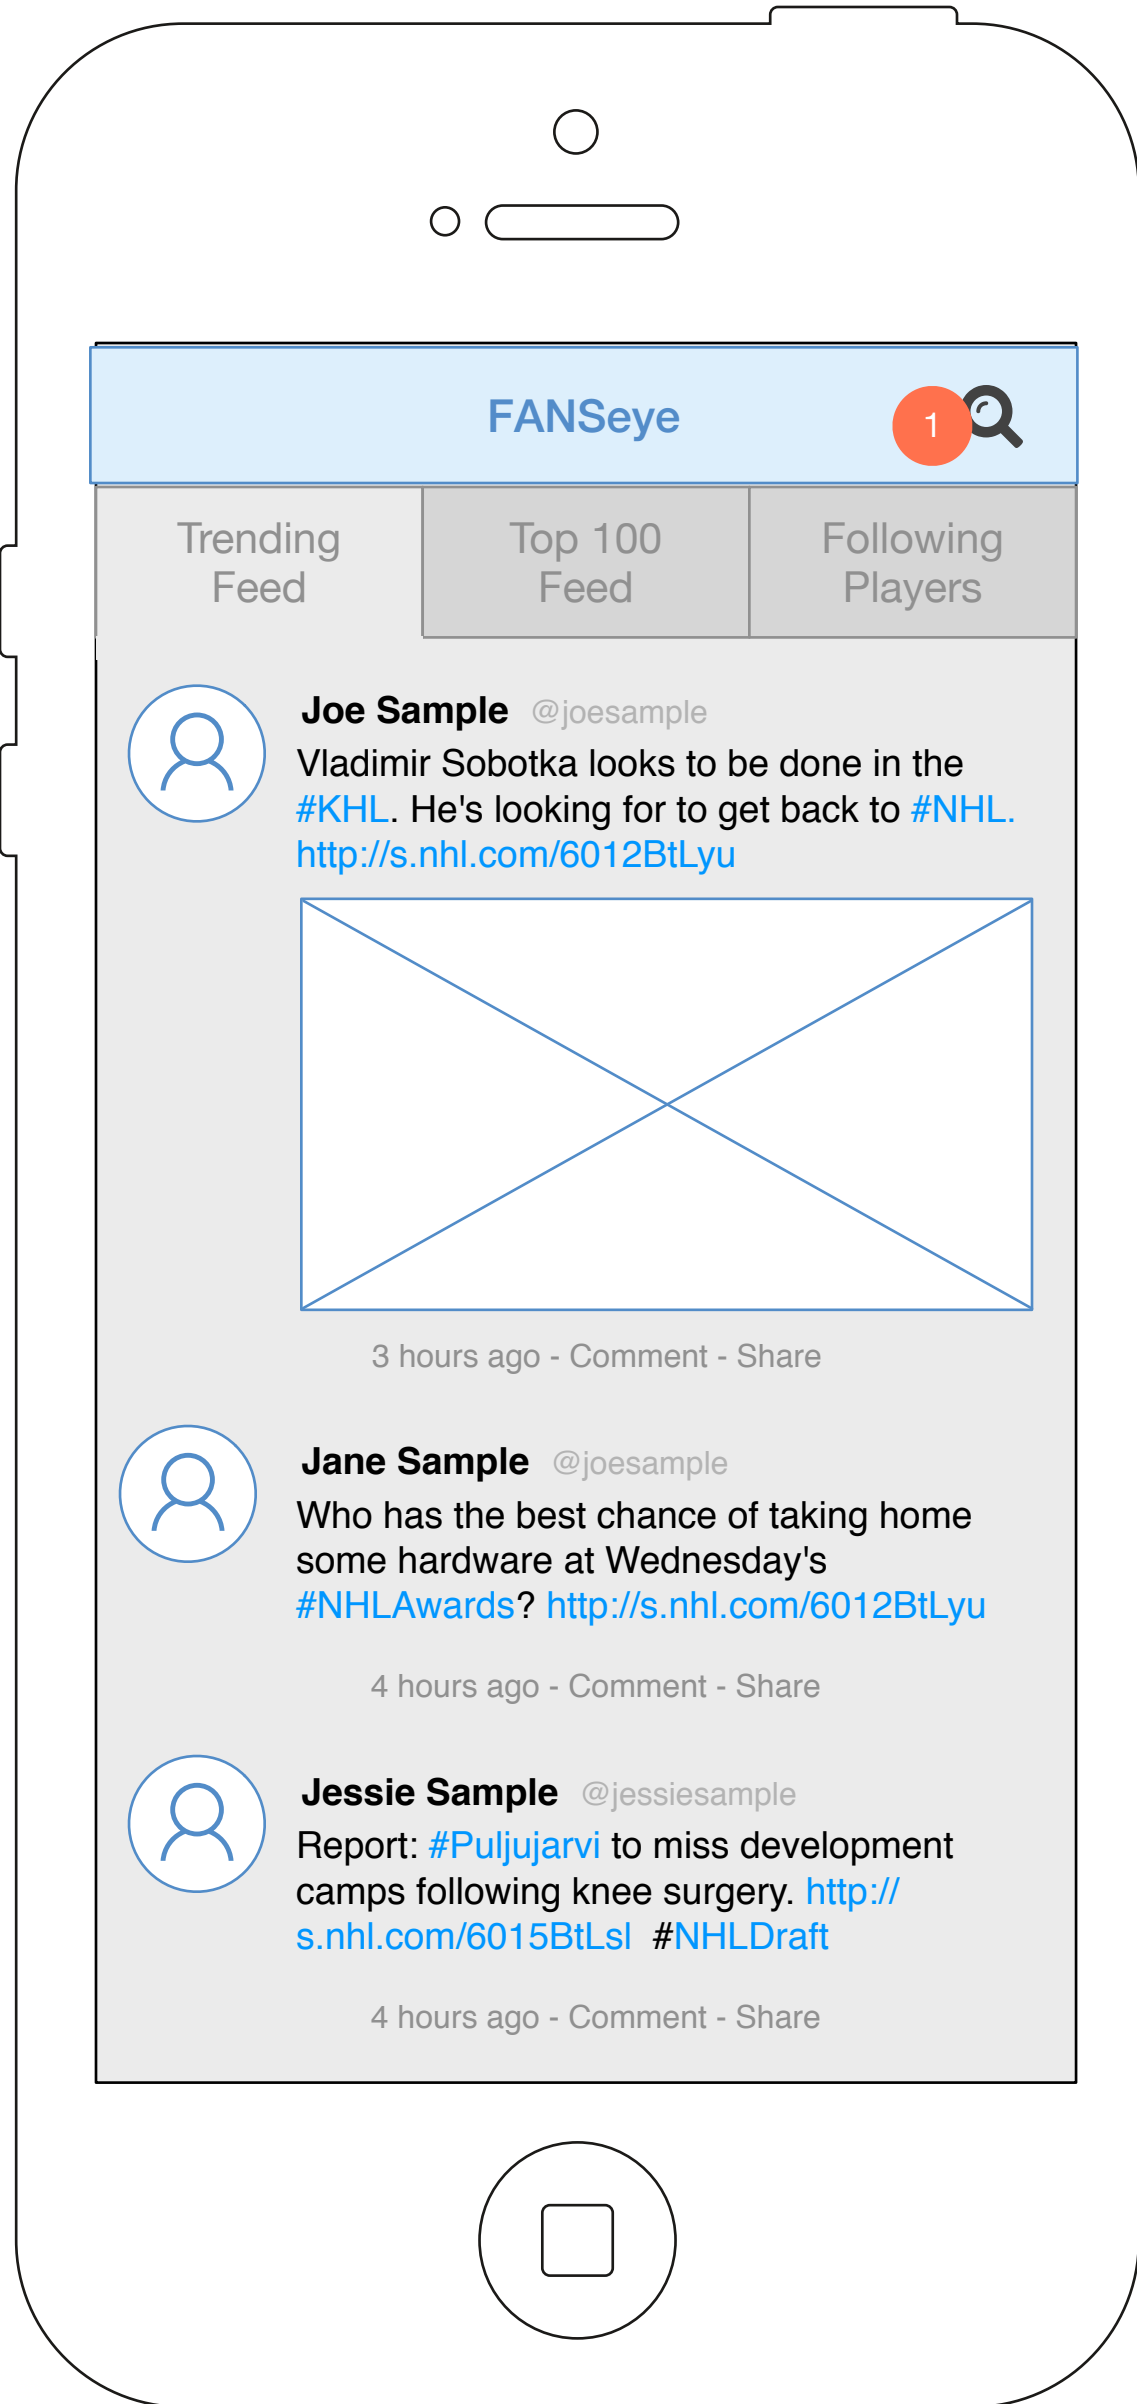 FANSeye
1
Trending
Feed
Top 100
Feed
Following
Players
Joe Sample @joesample
Vladimir Sobotka looks to be done in the
#KHL. He's looking for to get back to #NHL.
http://s.nhl.com/6012BtLyu
3 hours ago - Comment - Share
Jane Sample @joesample
Who has the best chance of taking home
some hardware at Wednesday's
#NHLAwards? http://s.nhl.com/6012BtLyu
4 hours ago - Comment - Share
Jessie Sample @jessiesample
Report: #Puljujarvi to miss development
camps following knee surgery. http://
s.nhl.com/6015BtLsl #NHLDraft
4 hours ago - Comment - Share